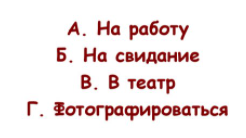 А. На работу
Б. На свидание
В. В театр
Г. Фотографироваться